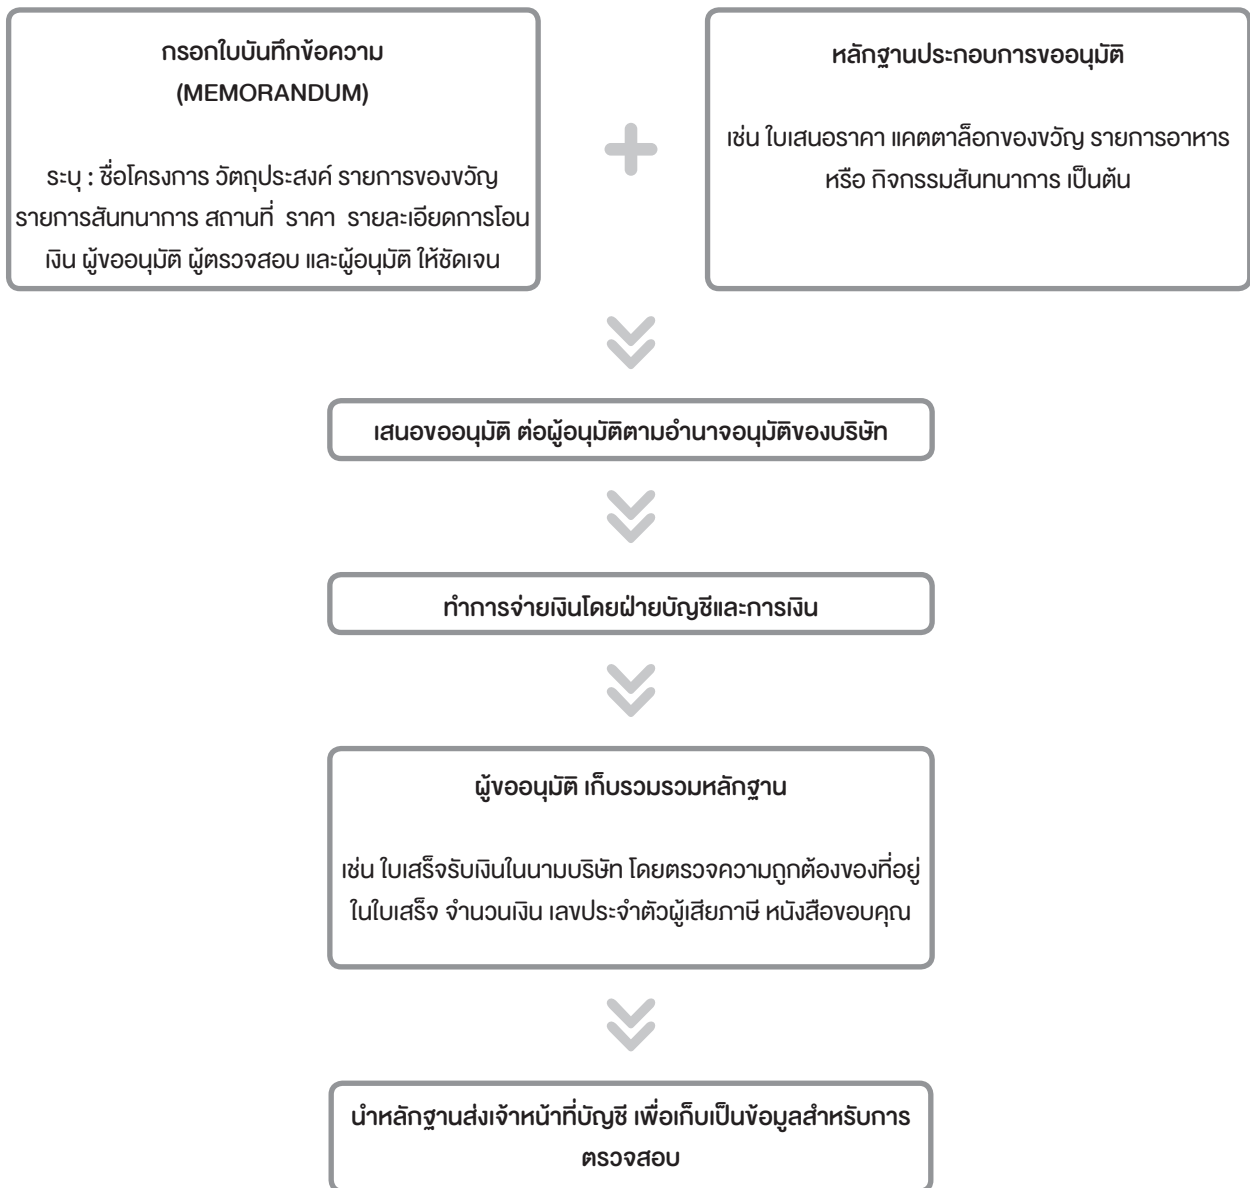 กรอกใบบันทึกข้อความ
(MEMORANDUM)
ระบุ : ชื่อโครงการ วัตถุประสงค์ รายการของขวัญ
รายการสันทนาการ สถานที่ ราคา รายละเอียดการโอน
เงิน ผู้ขออนุมัติ ผู้ตรวจสอบ และผู้อนุมัติ ให้ชัดเจน
หลักฐานประกอบการขออนุมัติ
เช่น ใบเสนอราคา แคตตาล็อกของขวัญ รายการอาหาร
หรือ กิจกรรมสันทนาการ เป็นต้น
เสนอขออนุมัติ ต่อผู้อนุมัติตามอำนาจอนุมัติของบริษัท
ทำการจ่ายเงินโดยฝ่ายบัญชีและการเงิน
ผู้ขออนุมัติ เก็บรวมรวมหลักฐาน
เช่น ใบเสร็จรับเงินในนามบริษัท โดยตรวจความถูกต้องของที่อยู่
ในใบเสร็จ จำนวนเงิน เลขประจำตัวผู้เสียภาษี หนังสือขอบคุณ
นำหลักฐานส่งเจ้าหน้าที่บัญชี เพื่อเก็บเป็นข้อมูลสำหรับการ
ตรวจสอบ